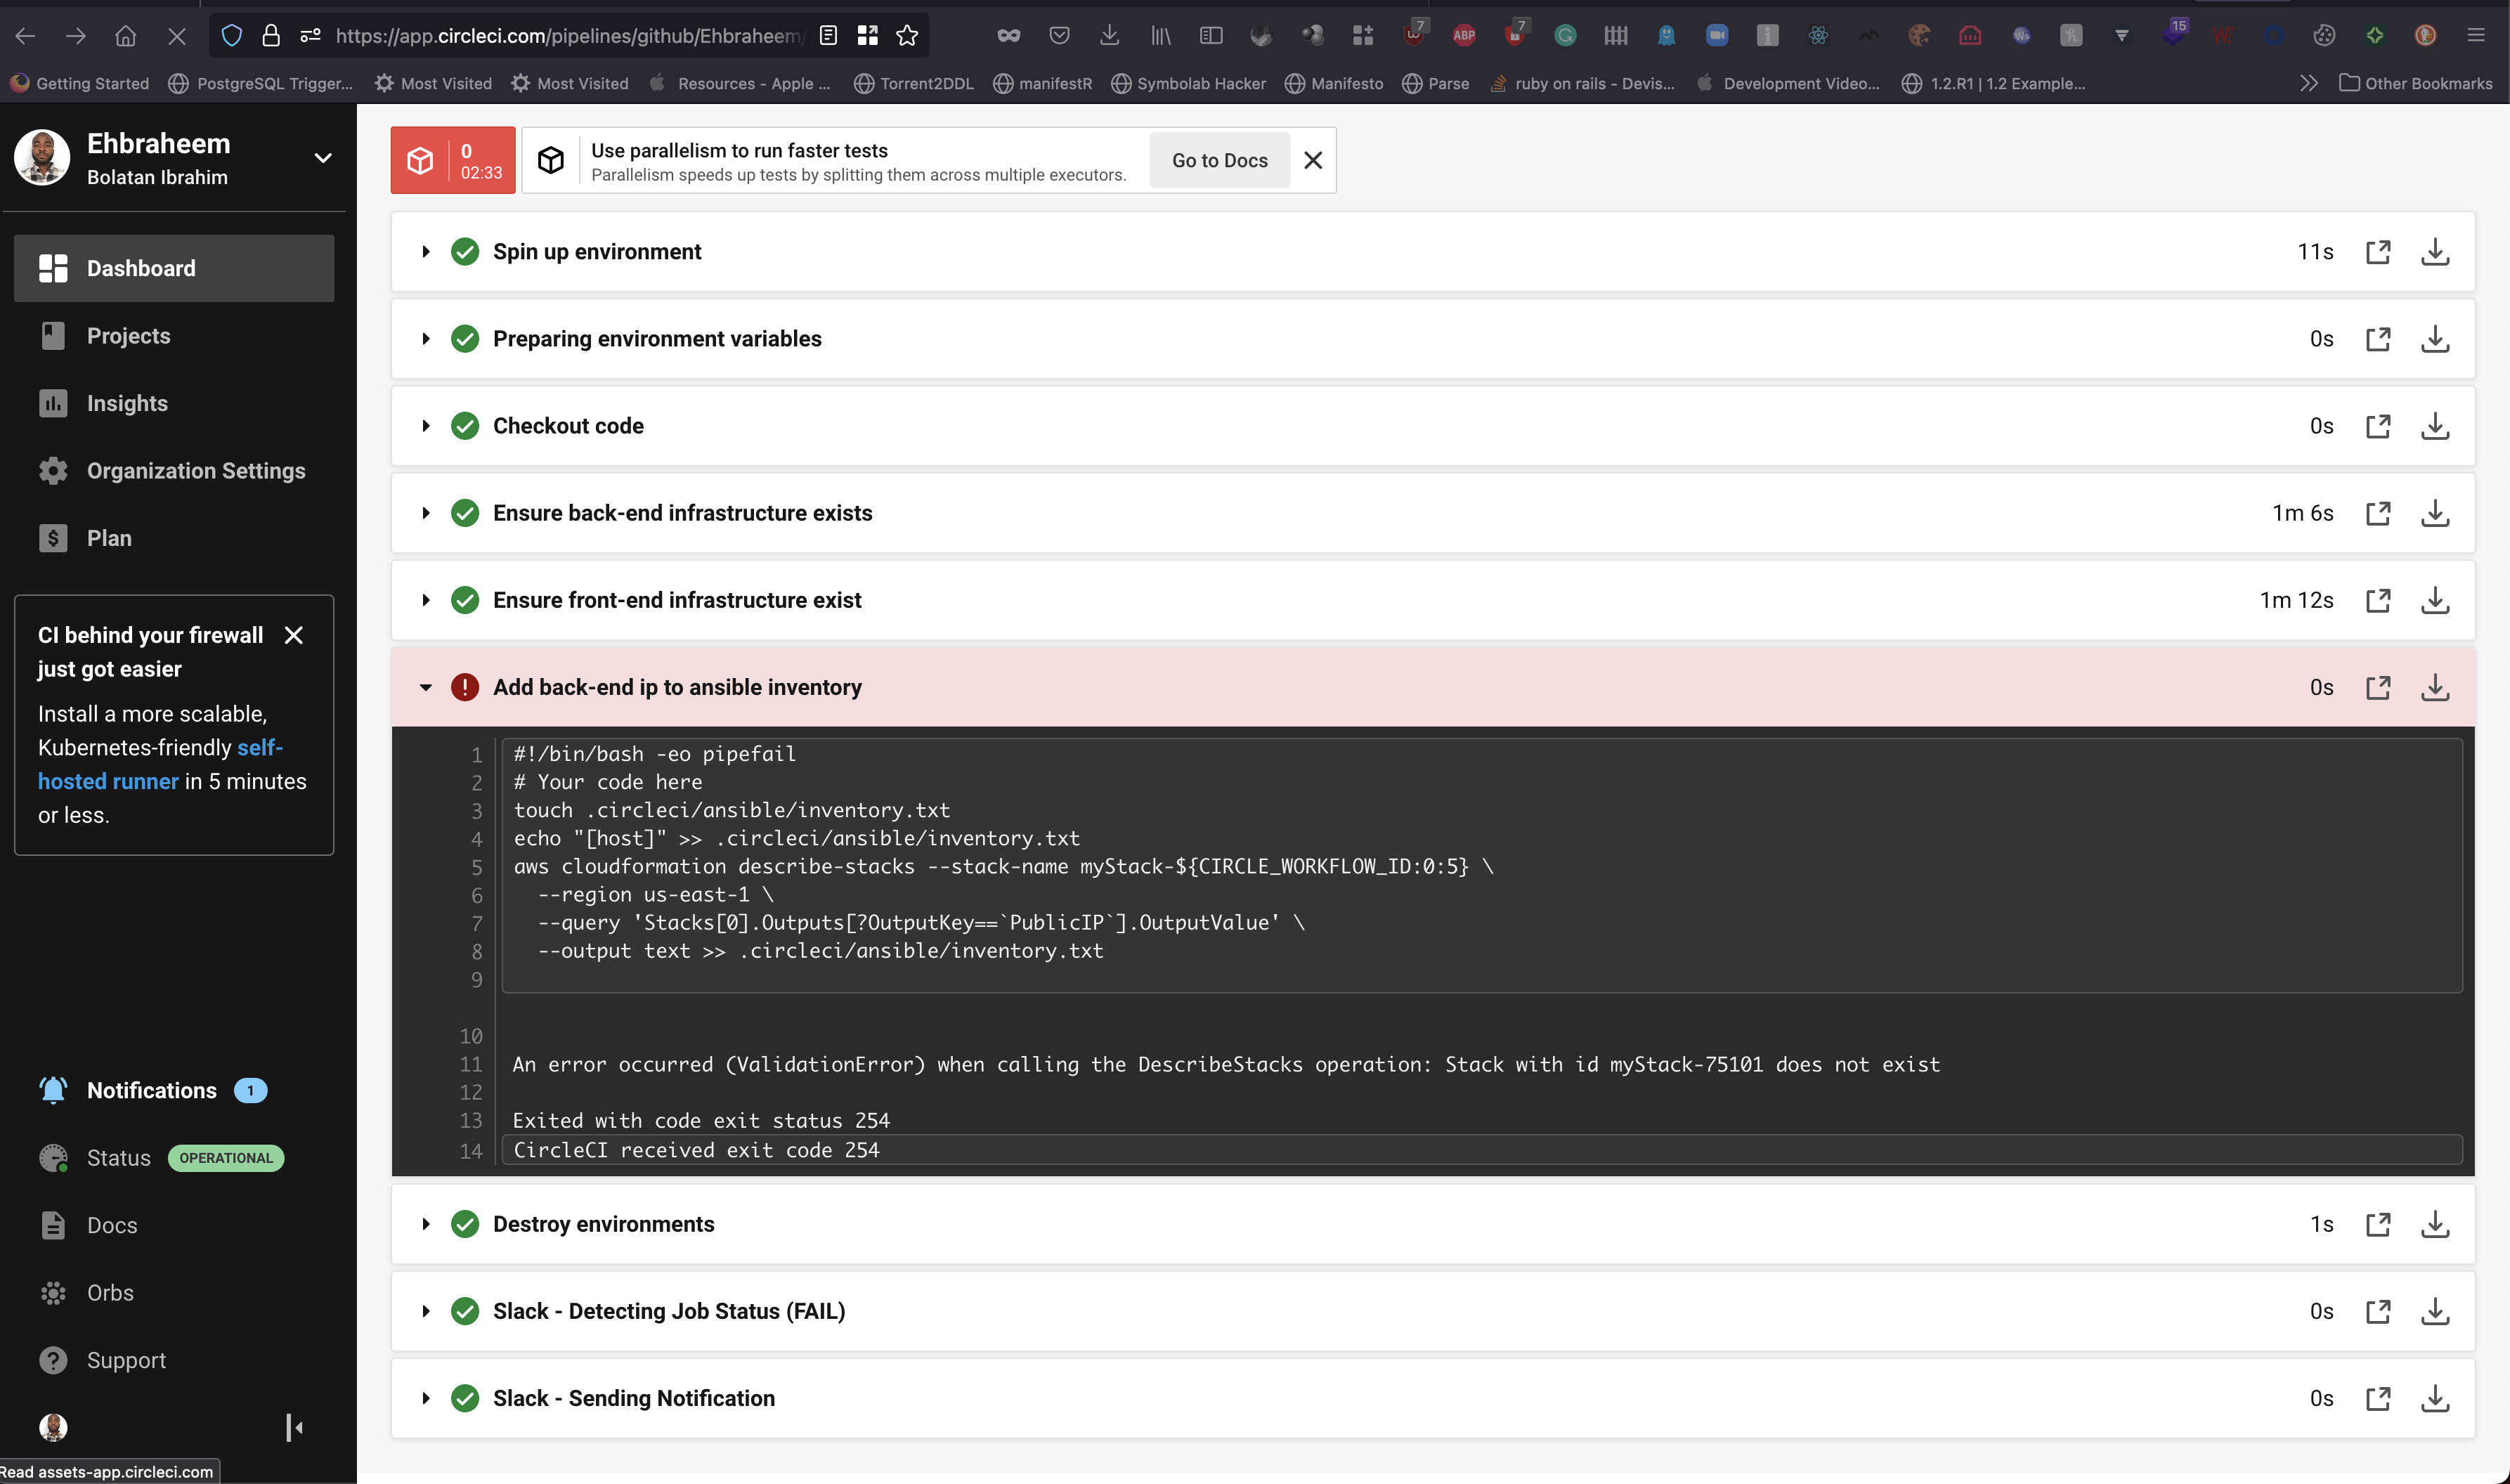 https://app.circleci.com/pipelines/github/Ehbraheem/
7
ABP
7
15
Getting Started
PostgreSQL Trigger...
Most Visited
Most Visited
Resources - Apple ...
Torrent2DDL
manifestR
Symbolab Hacker
Manifesto
Parse
ruby on rails - Devis...
Development Video...
1.2.R1 | 1.2 Example...
Other Bookmarks
Ehbraheem
Bolatan Ibrahim
Dashboard
Projects
Insights
Organization Settings
Plan
CI behind your firewall
just got easier
Install a more scalable,
Kubernetes-friendly self-
hosted runner in 5 minutes
or less.
Notifications 1
Status OPERATIONAL
Docs
Orbs
Support
Read assets-app.circleci.com
0
02:33
Use parallelism to run faster tests
Parallelism speeds up tests by splitting them across multiple executors.
Go to Docs
Spin up environment 11s
Preparing environment variables 0s
Checkout code 0s
Ensure back-end infrastructure exists 1m 6s
Ensure front-end infrastructure exist 1m 12s
Add back-end ip to ansible inventory 0s
1 #!/bin/bash -eo pipefail
2 # Your code here
3 touch .circleci/ansible/inventory.txt
4 echo "[host]" >> .circleci/ansible/inventory.txt
5 aws cloudformation describe-stacks --stack-name myStack-${CIRCLE_WORKFLOW_ID:0:5} \
6 --region us-east-1 \
7 --query 'Stacks[0].Outputs[?OutputKey==`PublicIP`].OutputValue' \
8 --output text >> .circleci/ansible/inventory.txt
9
10
11 An error occurred (ValidationError) when calling the DescribeStacks operation: Stack with id myStack-75101 does not exist
12
13 Exited with code exit status 254
14 CircleCI received exit code 254
Destroy environments 1s
Slack - Detecting Job Status (FAIL) 0s
Slack - Sending Notification 0s